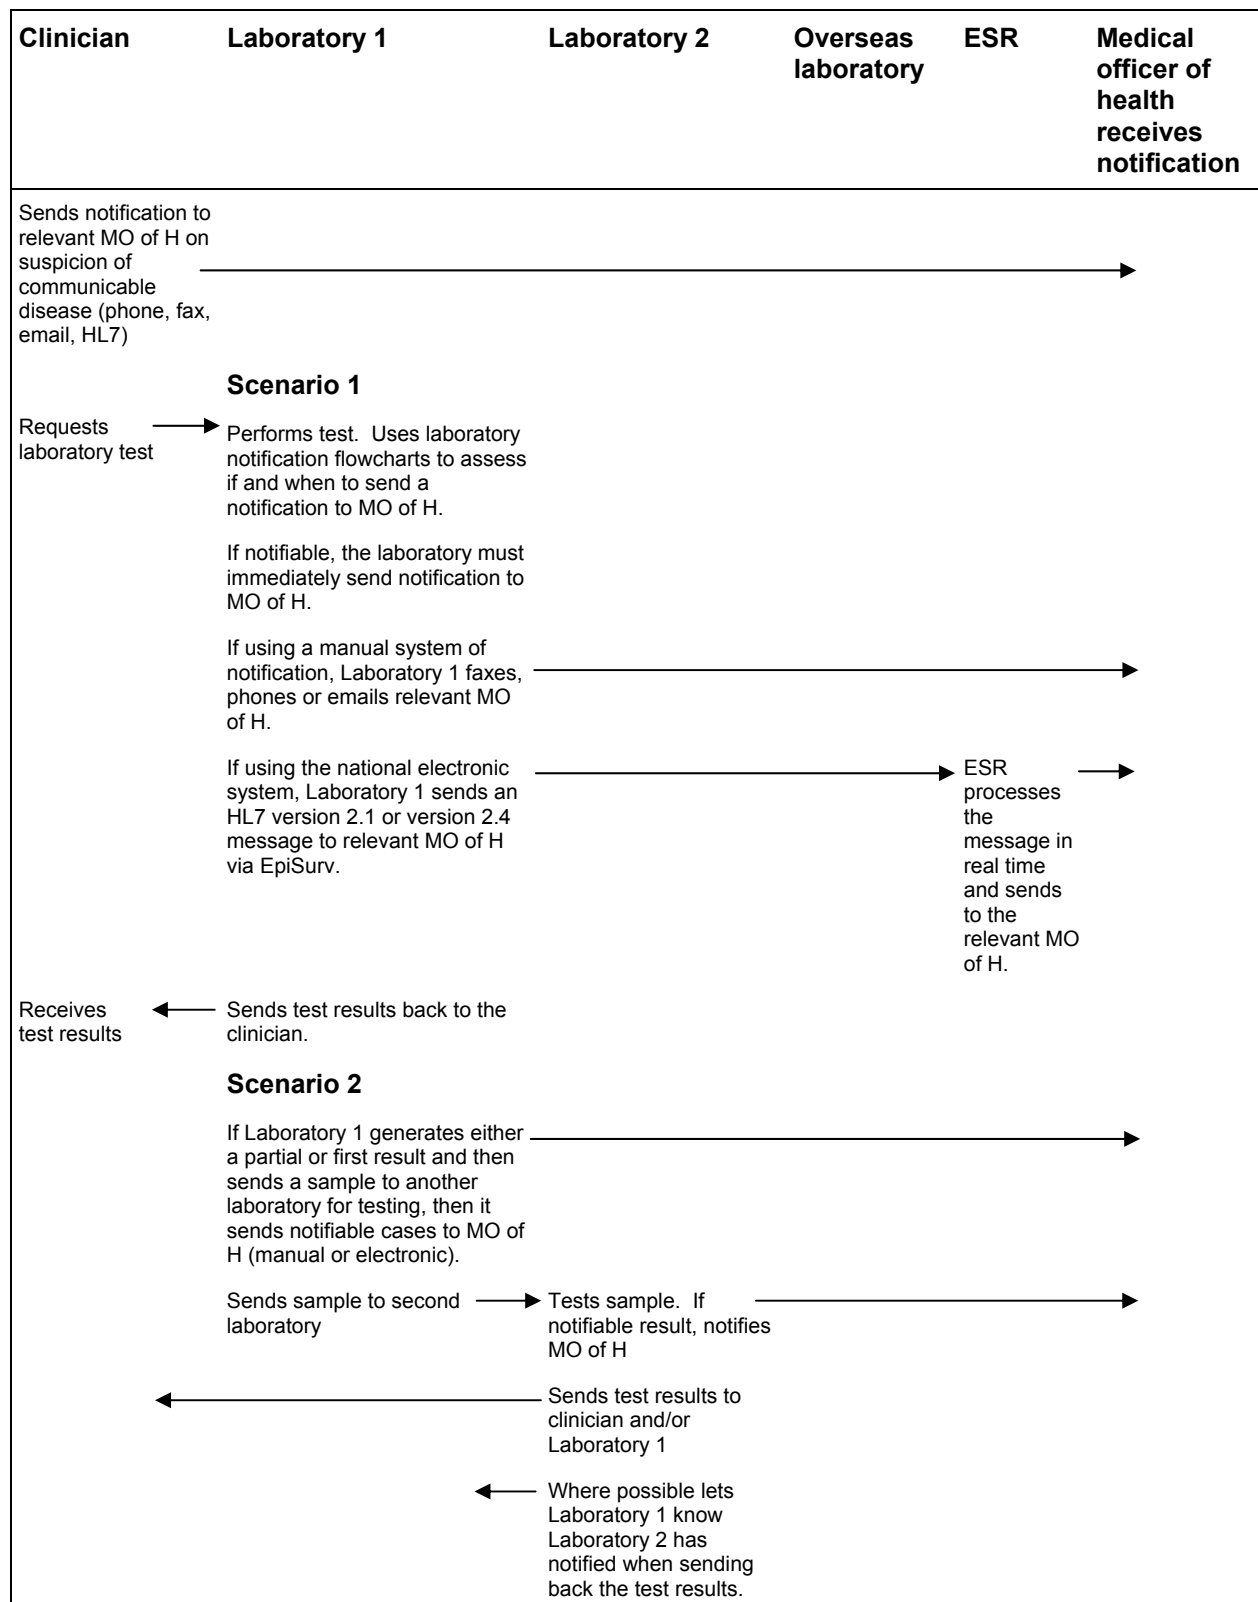 Clinician
Laboratory 1
Laboratory 2
Overseas
laboratory
ESR
Medical
officer of
health
receives
notification
Sends notification to
relevant MO of H on
suspicion of
communicable
disease (phone, fax,
email, HL7)
Scenario 1
Requests
laboratory test
Performs test. Uses laboratory
notification flowcharts to assess
if and when to send a
notification to MO of H.
If notifiable, the laboratory must
immediately send notification to
MO of H.
If using a manual system of
notification, Laboratory 1 faxes,
phones or emails relevant MO
of H.
If using the national electronic
system, Laboratory 1 sends an
HL7 version 2.1 or version 2.4
message to relevant MO of H
via EpiSurv.
ESR
processes
the
message in
real time
and sends
to the
relevant MO
of H.
Receives
test results
Sends test results back to the
clinician.
Scenario 2
If Laboratory 1 generates either
a partial or first result and then
sends a sample to another
laboratory for testing, then it
sends notifiable cases to MO of
H (manual or electronic).
Sends sample to second
laboratory
Tests sample. If
notifiable result, notifies
MO of H
Sends test results to
clinician and/or
Laboratory 1
Where possible lets
Laboratory 1 know
Laboratory 2 has
notified when sending
back the test results.